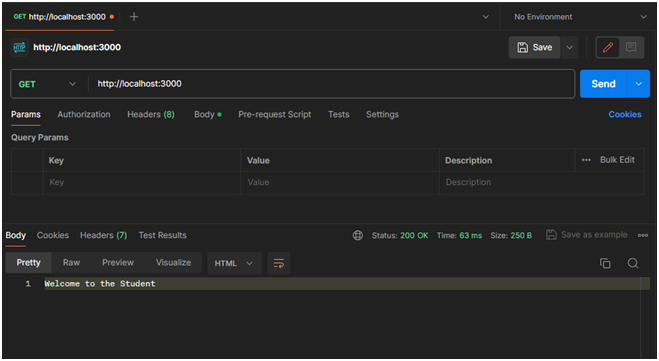 GET http://localhost:3000
No Environment
HTTP http://localhost:3000
Save
GET http://localhost:3000 Send
Params Authorization Headers (8) Body Pre-request Script Tests Settings Cookies
Query Params
Key Value Description Bulk Edit
Key Value Description
Body Cookies Headers (7) Test Results Status: 200 OK Time: 63 ms Size: 250 B Save as example
Pretty Raw Preview Visualize HTML
1 Welcome to the Student